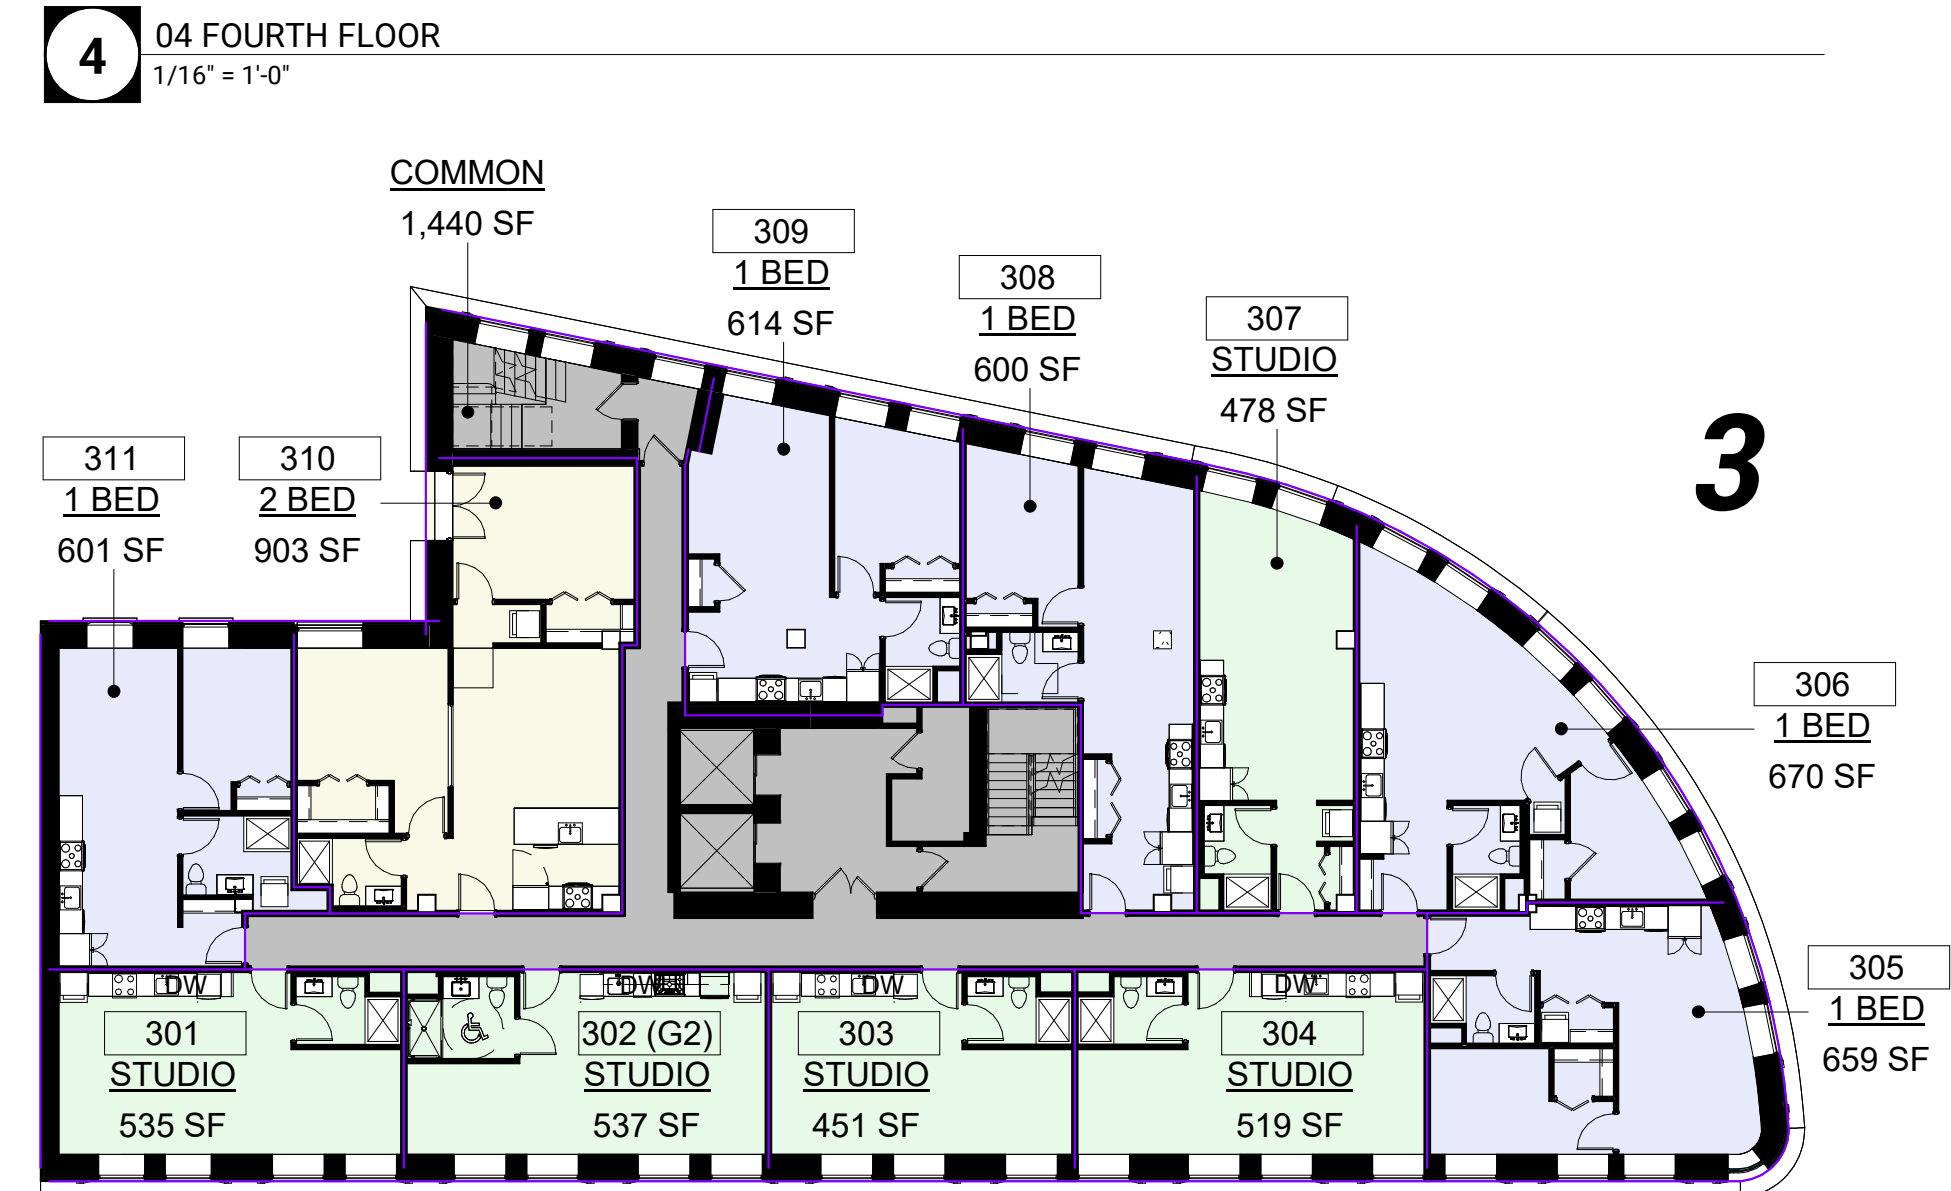 4
04 FOURTH FLOOR
1/16" = 1'-0"
COMMON
1,440 SF
309
1 BED
614 SF
308
1 BED
600 SF
307
STUDIO
478 SF
3
311
1 BED
601 SF
310
2 BED
903 SF
306
1 BED
670 SF
305
1 BED
659 SF
DW
DW
DW
DW
301
STUDIO
535 SF
302 (G2)
STUDIO
537 SF
303
STUDIO
451 SF
304
STUDIO
519 SF